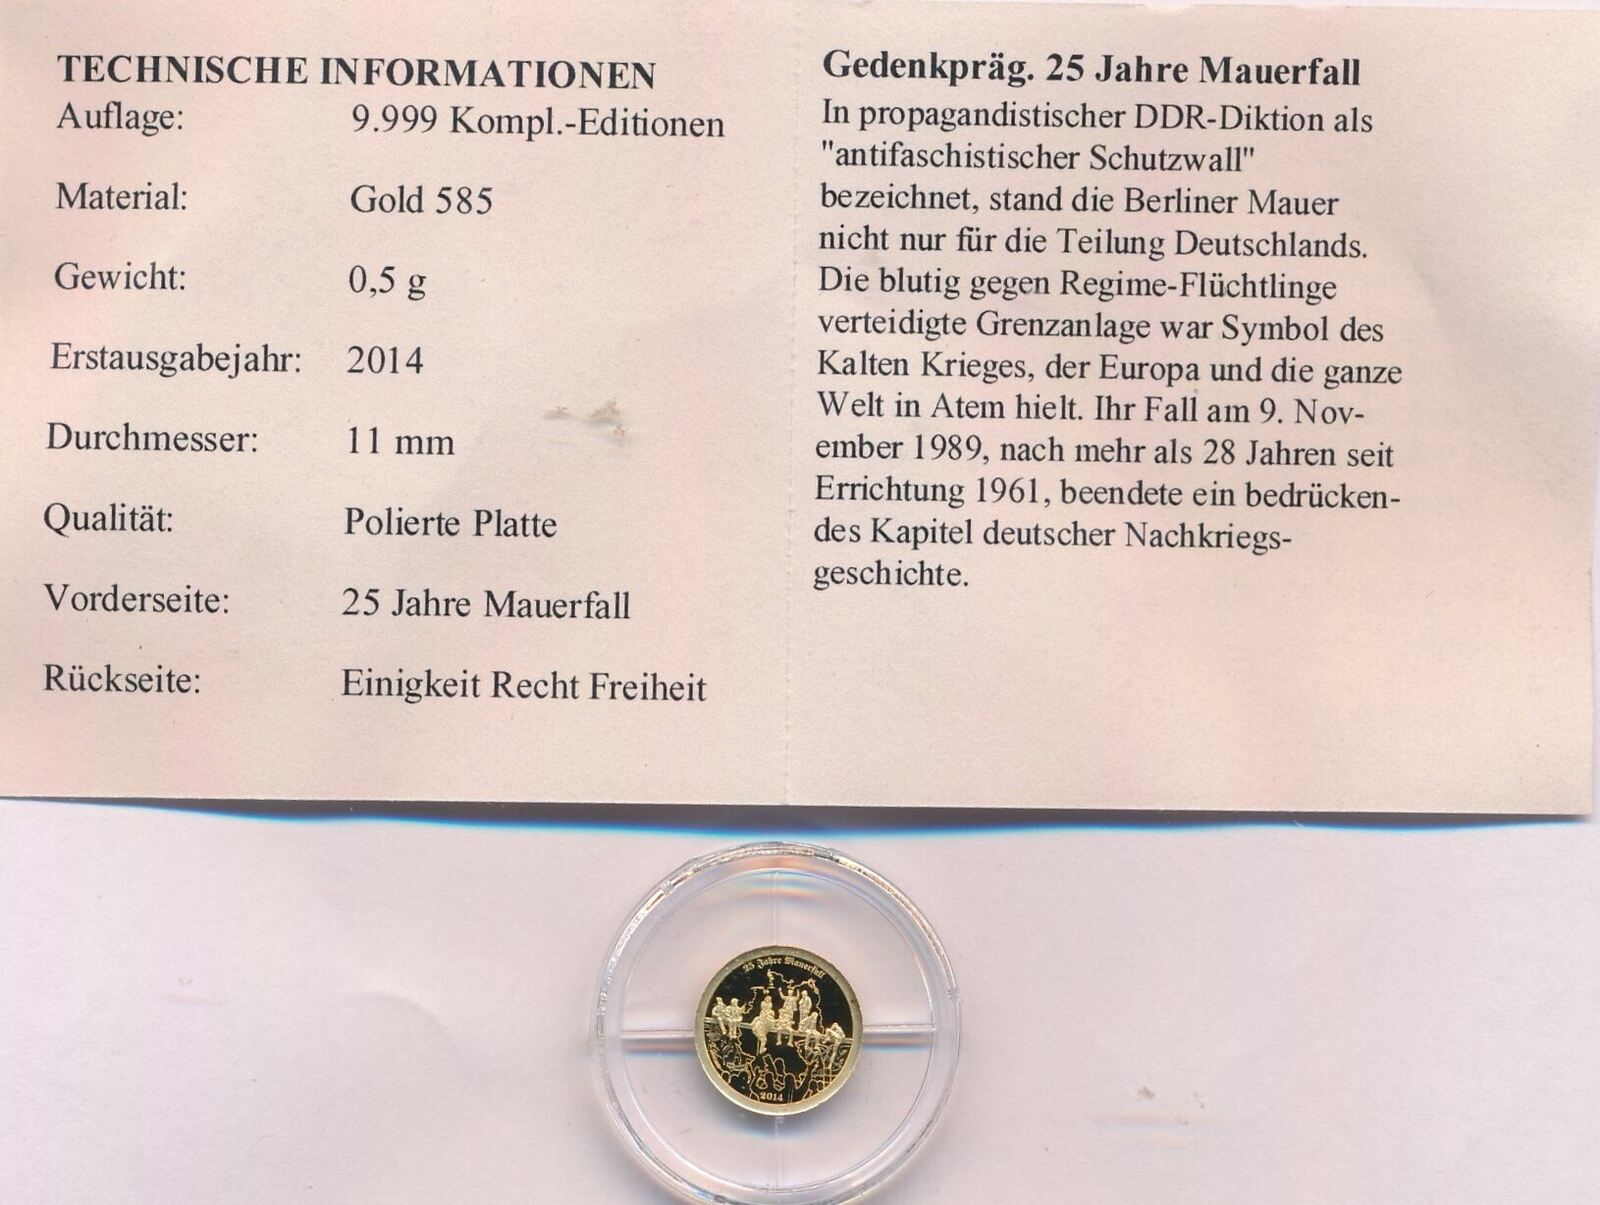 TECHNISCHE INFORMATIONEN
Auflage: 9.999 Kompl.-Editionen
Material: Gold 585
Gewicht: 0,5 g
Erstausgabejahr: 2014
Durchmesser: 11 mm
Qualität: Polierte Platte
Vorderseite: 25 Jahre Mauerfall
Rückseite: Einigkeit Recht Freiheit
Gedenkpräg. 25 Jahre Mauerfall
In propagandistischer DDR-Diktion als
"antifaschistischer Schutzwall"
bezeichnet, stand die Berliner Mauer
nicht nur für die Teilung Deutschlands.
Die blutig gegen Regime-Flüchtlinge
verteidigte Grenzanlage war Symbol des
Kalten Krieges, der Europa und die ganze
Welt in Atem hielt. Ihr Fall am 9. Nov-
ember 1989, nach mehr als 28 Jahren seit
Errichtung 1961, beendete ein bedrücken-
des Kapitel deutscher Nachkriegs-
geschichte.
25 Jahre Mauerfall
2014